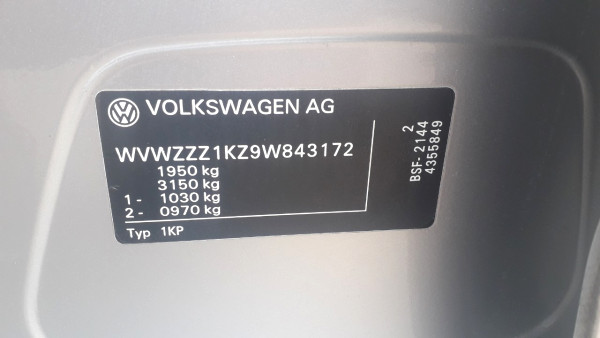 VOLKSWAGEN AG
WVWZZZ1KZ9W843172
1950 kg
3150 kg
1- 1030 kg
2- 0970 kg
Typ 1KP
2
BSF-2144
4355849